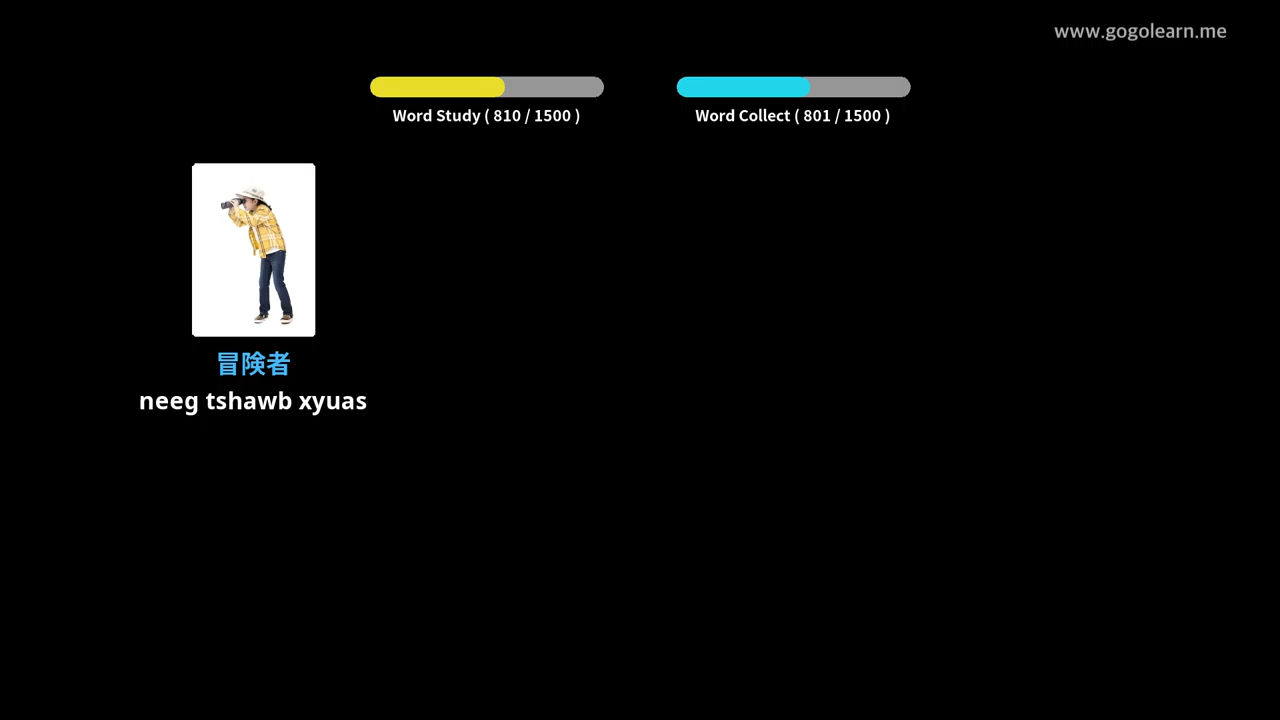 www.gogolearn.me
Word Study ( 810 / 1500 )
Word Collect ( 801 / 1500 )
冒険者
neeg tshawb xyuas